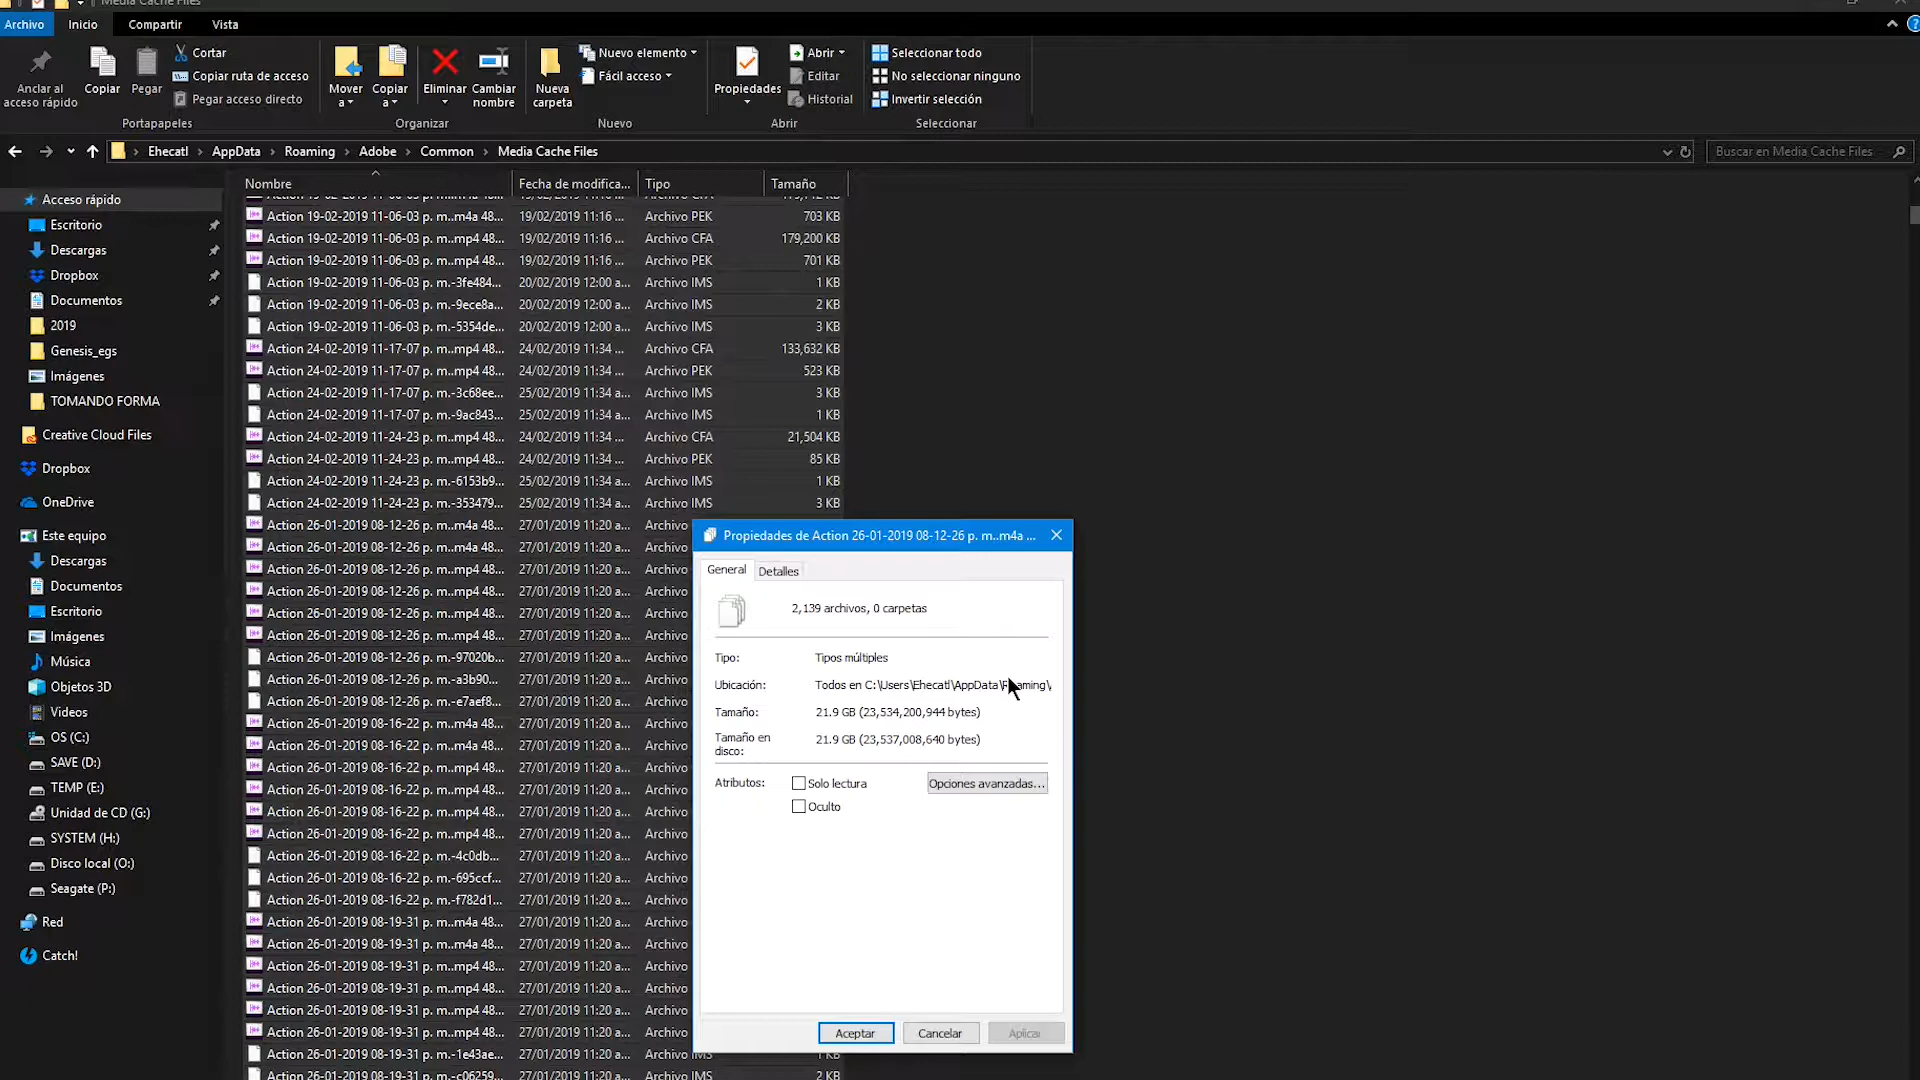 Media Cache Files
Archivo Inicio Compartir Vista
Anclar al acceso rápido
Copiar
Pegar
Cortar
Copiar ruta de acceso
Pegar acceso directo
Portapapeles
Mover a
Copiar a
Eliminar
Cambiar nombre
Organizar
Nueva carpeta
Nuevo elemento
Fácil acceso
Nuevo
Propiedades
Abrir
Editar
Historial
Abrir
Seleccionar todo
No seleccionar ninguno
Invertir selección
Seleccionar
Ehecatl > AppData > Roaming > Adobe > Common > Media Cache Files
Buscar en Media Cache Files
Acceso rápido
Escritorio
Descargas
Dropbox
Documentos
2019
Genesis_egs
Imágenes
TOMANDO FORMA
Creative Cloud Files
Dropbox
OneDrive
Este equipo
Descargas
Documentos
Escritorio
Imágenes
Música
Objetos 3D
Videos
OS (C:)
SAVE (D:)
TEMP (E:)
Unidad de CD (G:)
SYSTEM (H:)
Disco local (O:)
Seagate (P:)
Red
Catch!
Nombre Fecha de modifica... Tipo Tamaño
Action 19-02-2019 11-06-03 p. m..m4a 48... 19/02/2019 11:16 ... Archivo PEK 703 KB
Action 19-02-2019 11-06-03 p. m..mp4 48... 19/02/2019 11:16 ... Archivo CFA 179,200 KB
Action 19-02-2019 11-06-03 p. m..mp4 48... 19/02/2019 11:16 ... Archivo PEK 701 KB
Action 19-02-2019 11-06-03 p. m.-3fe484... 20/02/2019 12:00 a... Archivo IMS 1 KB
Action 19-02-2019 11-06-03 p. m.-9ece8a... 20/02/2019 12:00 a... Archivo IMS 2 KB
Action 19-02-2019 11-06-03 p. m.-5354de... 20/02/2019 12:00 a... Archivo IMS 3 KB
Action 24-02-2019 11-17-07 p. m..mp4 48... 24/02/2019 11:34 ... Archivo CFA 133,632 KB
Action 24-02-2019 11-17-07 p. m..mp4 48... 24/02/2019 11:34 ... Archivo PEK 523 KB
Action 24-02-2019 11-17-07 p. m.-3c68ee... 25/02/2019 11:34 a... Archivo IMS 3 KB
Action 24-02-2019 11-17-07 p. m.-9ac843... 25/02/2019 11:34 a... Archivo IMS 1 KB
Action 24-02-2019 11-24-23 p. m..mp4 48... 24/02/2019 11:34 ... Archivo CFA 21,504 KB
Action 24-02-2019 11-24-23 p. m..mp4 48... 24/02/2019 11:34 ... Archivo PEK 85 KB
Action 24-02-2019 11-24-23 p. m.-6153b9... 25/02/2019 11:34 a... Archivo IMS 1 KB
Action 24-02-2019 11-24-23 p. m.-353479... 25/02/2019 11:34 a... Archivo IMS 3 KB
Action 26-01-2019 08-12-26 p. m..m4a 48... 27/01/2019 11:20 a... Archivo
Action 26-01-2019 08-12-26 p. m..m4a 48... 27/01/2019 11:20 a... Archivo
Action 26-01-2019 08-12-26 p. m..mp4 48... 27/01/2019 11:20 a... Archivo
Action 26-01-2019 08-12-26 p. m..mp4 48... 27/01/2019 11:20 a... Archivo
Action 26-01-2019 08-12-26 p. m..mp4 48... 27/01/2019 11:20 a... Archivo
Action 26-01-2019 08-12-26 p. m..mp4 48... 27/01/2019 11:20 a... Archivo
Action 26-01-2019 08-12-26 p. m.-97020b... 27/01/2019 11:20 a... Archivo
Action 26-01-2019 08-12-26 p. m.-a3b90... 27/01/2019 11:20 a... Archivo
Action 26-01-2019 08-12-26 p. m.-e7aef8... 27/01/2019 11:20 a... Archivo
Action 26-01-2019 08-16-22 p. m..m4a 48... 27/01/2019 11:20 a... Archivo
Action 26-01-2019 08-16-22 p. m..m4a 48... 27/01/2019 11:20 a... Archivo
Action 26-01-2019 08-16-22 p. m..mp4 48... 27/01/2019 11:20 a... Archivo
Action 26-01-2019 08-16-22 p. m..mp4 48... 27/01/2019 11:20 a... Archivo
Action 26-01-2019 08-16-22 p. m..mp4 48... 27/01/2019 11:20 a... Archivo
Action 26-01-2019 08-16-22 p. m..mp4 48... 27/01/2019 11:20 a... Archivo
Action 26-01-2019 08-16-22 p. m.-4c0db... 27/01/2019 11:20 a... Archivo
Action 26-01-2019 08-16-22 p. m.-695ccf... 27/01/2019 11:20 a... Archivo
Action 26-01-2019 08-16-22 p. m.-f782d1... 27/01/2019 11:20 a... Archivo
Action 26-01-2019 08-19-31 p. m..m4a 48... 27/01/2019 11:20 a... Archivo
Action 26-01-2019 08-19-31 p. m..m4a 48... 27/01/2019 11:20 a... Archivo
Action 26-01-2019 08-19-31 p. m..mp4 48... 27/01/2019 11:20 a... Archivo
Action 26-01-2019 08-19-31 p. m..mp4 48... 27/01/2019 11:20 a... Archivo
Action 26-01-2019 08-19-31 p. m..mp4 48... 27/01/2019 11:20 a... Archivo
Action 26-01-2019 08-19-31 p. m..mp4 48... 27/01/2019 11:20 a... Archivo
Action 26-01-2019 08-19-31 p. m.-1e43ae... 27/01/2019 11:20 a... Archivo IMS 1 KB
Action 26-01-2019 08-19-31 p. m.-c06259... 27/01/2019 11:20 a... Archivo IMS 2 KB
Propiedades de Action 26-01-2019 08-12-26 p. m..m4a ...
General Detalles
2,139 archivos, 0 carpetas
Tipo: Tipos múltiples
Ubicación: Todos en C:\Users\Ehecatl\AppData\Roaming\
Tamaño: 21.9 GB (23,534,200,944 bytes)
Tamaño en disco: 21.9 GB (23,537,008,640 bytes)
Atributos: Solo lectura Opciones avanzadas...
Oculto
Aceptar Cancelar Aplicar